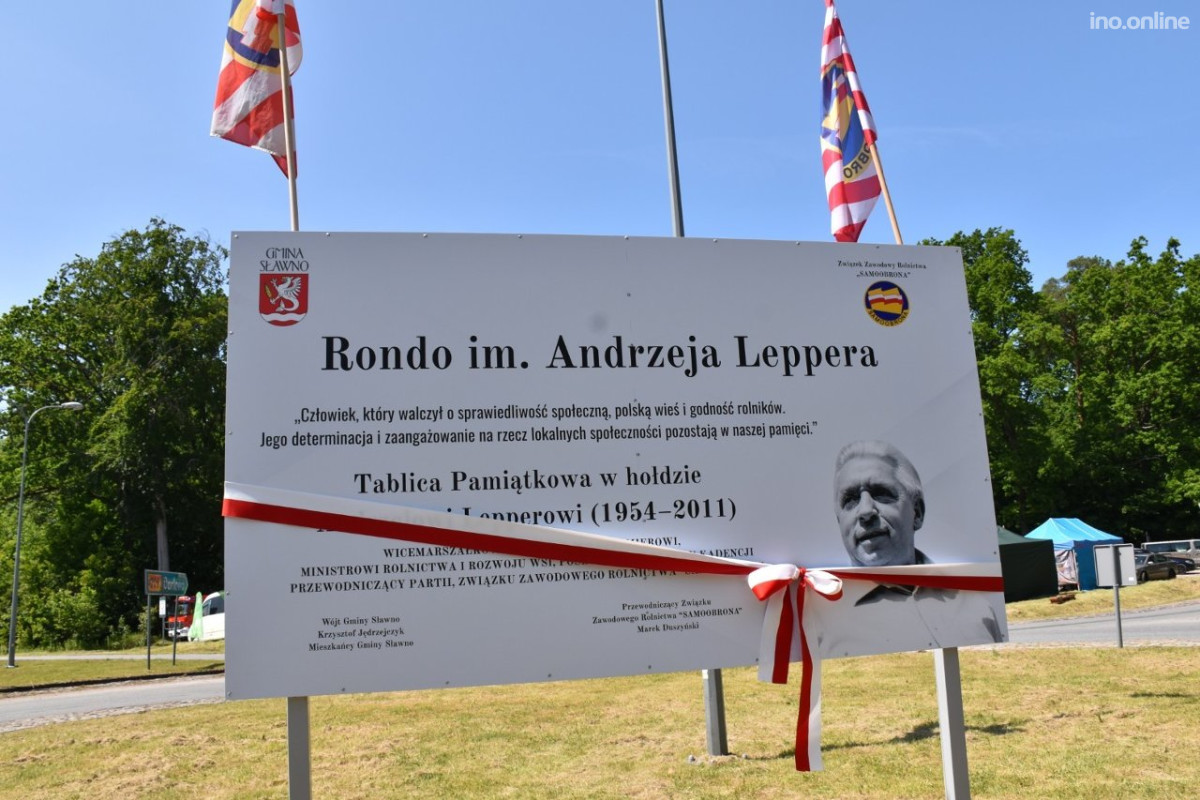 ino.online
GMINA
SŁAWNO
Związek Zawodowy Rolnictwa
„SAMOOBRONA"
SAMOOBRONA
Rondo im. Andrzeja Leppera
„Człowiek, który walczył o sprawiedliwość społeczną, polską wieś i godność rolników.
Jego determinacja i zaangażowanie na rzecz lokalnych społeczności pozostają w naszej pamięci.”
Tablica Pamiątkowa w hołdzie
Lepperowi (1954–2011)
KADENCJI
MINISTROWI ROLNICTWA I ROZWOJU WSI,
PRZEWODNICZĄCY PARTII, ZWIĄZKU ZAWODOWEGO
Wójt Gminy Sławno
Krzysztof Jędrzejczyk
Mieszkańcy Gminy Sławno
Przewodniczący Związku
Zawodowego Rolnictwa "SAMOOBRONA"
Marek Duszyński